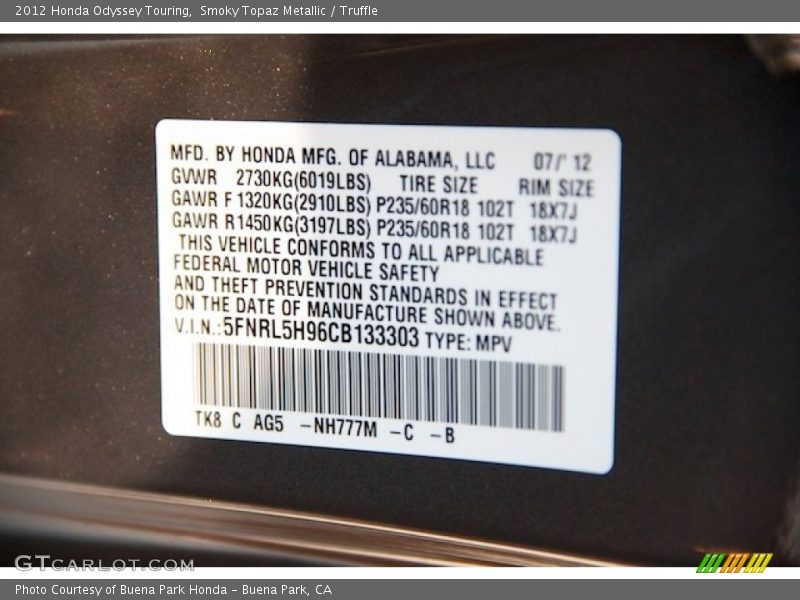 2012 Honda Odyssey Touring, Smoky Topaz Metallic / Truffle
MFD. BY HONDA MFG. OF ALABAMA, LLC 07/' 12
GVWR 2730KG(6019LBS) TIRE SIZE RIM SIZE
GAWR F 1320KG(2910LBS) P235/60R18 102T 18X7J
GAWR R1450KG(3197LBS) P235/60R18 102T 18X7J
THIS VEHICLE CONFORMS TO ALL APPLICABLE
FEDERAL MOTOR VEHICLE SAFETY
AND THEFT PREVENTION STANDARDS IN EFFECT
ON THE DATE OF MANUFACTURE SHOWN ABOVE.
V.I.N.:5FNRL5H96CB133303 TYPE: MPV
TK8 C AG5 -NH777M -C -B
GTCARLOT.COM
Photo Courtesy of Buena Park Honda - Buena Park, CA